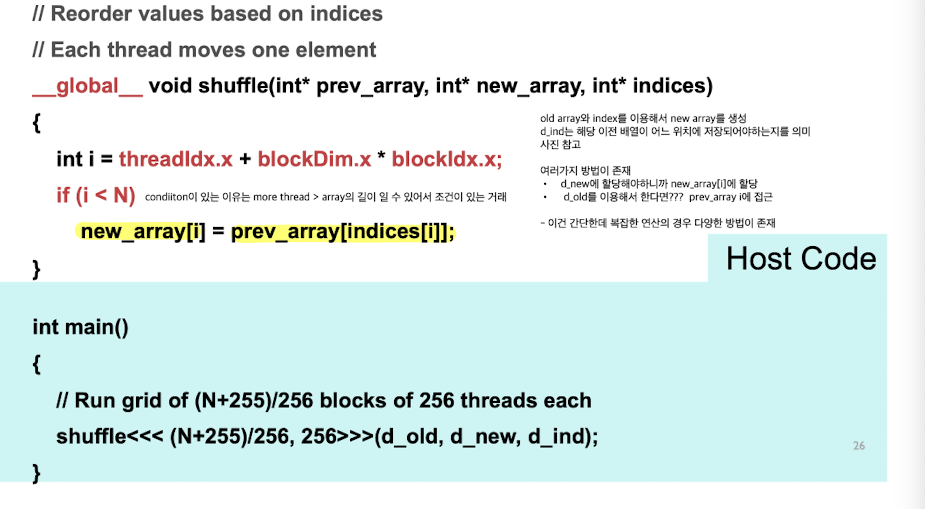 // Reorder values based on indices
// Each thread moves one element
__global__ void shuffle(int* prev_array, int* new_array, int* indices)
{
old array와 index를 이용해서 new array를 생성
d_ind는 해당 이전 배열이 어느 위치에 저장되어야하는지를 의미
사진 참고
여러가지 방법이 존재
• d_new에 할당해야하니까 new_array[i]에 할당
• d_old를 이용해서 한다면??? prev_array i에 접근
- 이건 간단한데 복잡한 연산의 경우 다양한 방법이 존재
int i = threadIdx.x + blockDim.x * blockIdx.x;
if (i < N) condiiton이 있는 이유는 more thread > array의 길이 일 수 있어서 조건이 있는 거래
new_array[i] = prev_array[indices[i]];
}
Host Code
int main()
{
// Run grid of (N+255)/256 blocks of 256 threads each
shuffle<<< (N+255)/256, 256>>>(d_old, d_new, d_ind);
}
26